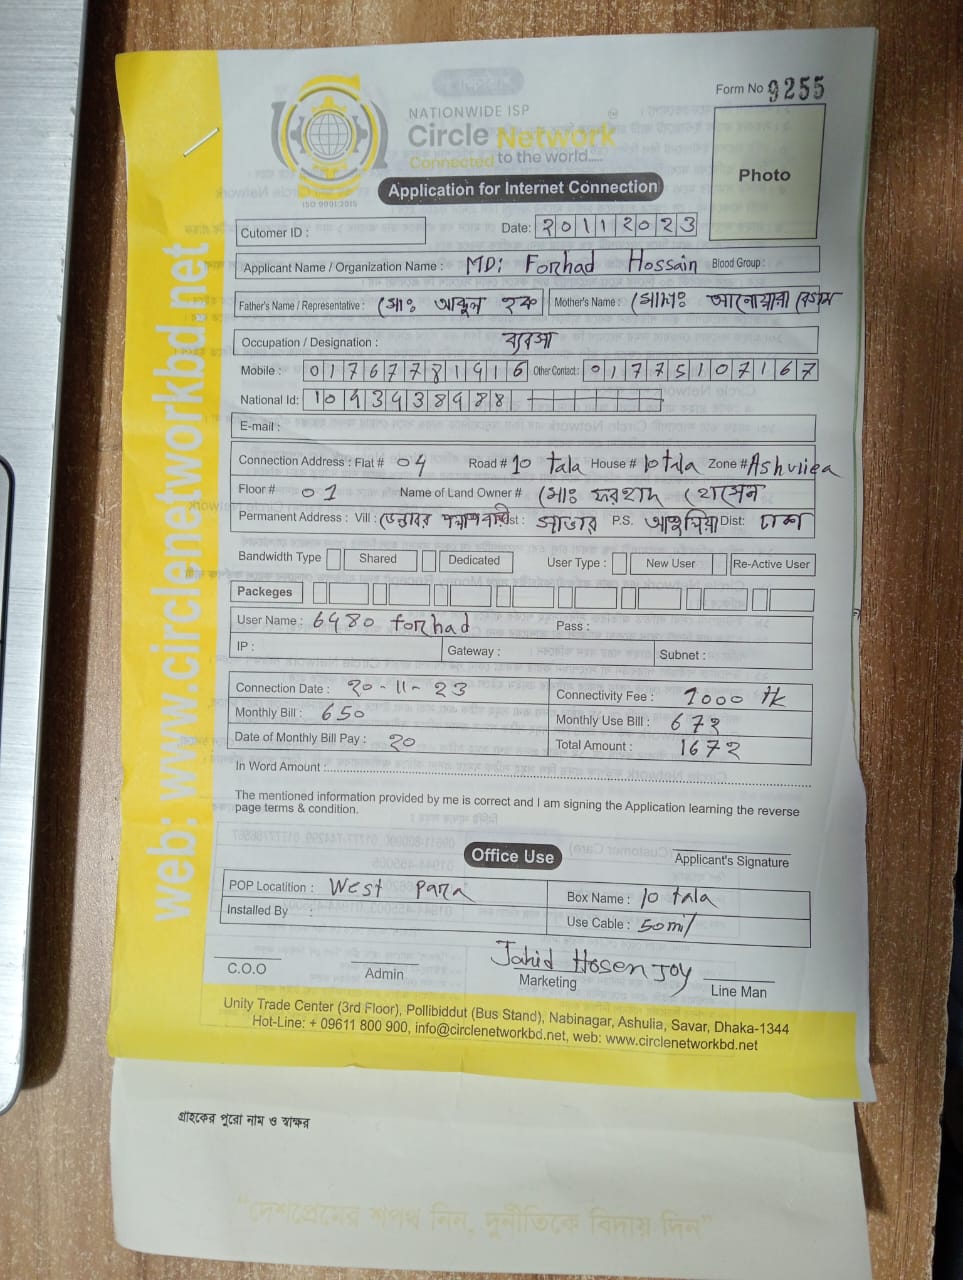 Form No 9255
NATIONWIDE ISP
Circle Network
Connected to the world.....
ISO 9001:2015
Application for Internet Connection
Photo
Cutomer ID :
Date: 20112023
Applicant Name / Organization Name : MD: Forhad Hossain Blood Group :
Father's Name / Representative : মোঃ আব্দুল হক Mother's Name : মোসাঃ আনোয়ারা বেগম
Occupation / Designation : ব্যবসা
Mobile : 01767781916 Other Contact : 01775107167
National Id:
E-mail :
Connection Address : Flat # 04 Road # 10 tala House # 10 tala Zone # Ashuliea
Floor # 01 Name of Land Owner # মোঃ ফরহাদ হোসেন
Permanent Address : Vill : ডেন্ডাবর পলাশবাড়ী সাভার P.S. আশুলিয়া Dist: ঢাকা
Bandwidth Type Shared Dedicated User Type : New User Re-Active User
Packeges
User Name : 6480 forhad Pass :
IP : Gateway : Subnet :
Connection Date : 20-11-23 Connectivity Fee : 1000 tk
Monthly Bill : 650 Monthly Use Bill : 672
Date of Monthly Bill Pay : 20 Total Amount : 1672
In Word Amount :
The mentioned information provided by me is correct and I am signing the Application learning the reverse
page terms & condition.
Office Use
Applicant's Signature
POP Locatition : West para Box Name : 10 tala
Installed By : Use Cable : 50mi/
Jahid Hosen Joy
C.O.O Admin Marketing Line Man
Unity Trade Center (3rd Floor), Pollibiddut (Bus Stand), Nabinagar, Ashulia, Savar, Dhaka-1344
Hot-Line: + 09611 800 900, info@circlenetworkbd.net, web: www.circlenetworkbd.net
web: www.circlenetworkbd.net
গ্রাহকের পুরো নাম ও স্বাক্ষর
"দেশপ্রেমের শপথ নিন, দুর্নীতিকে বিদায় দিন"